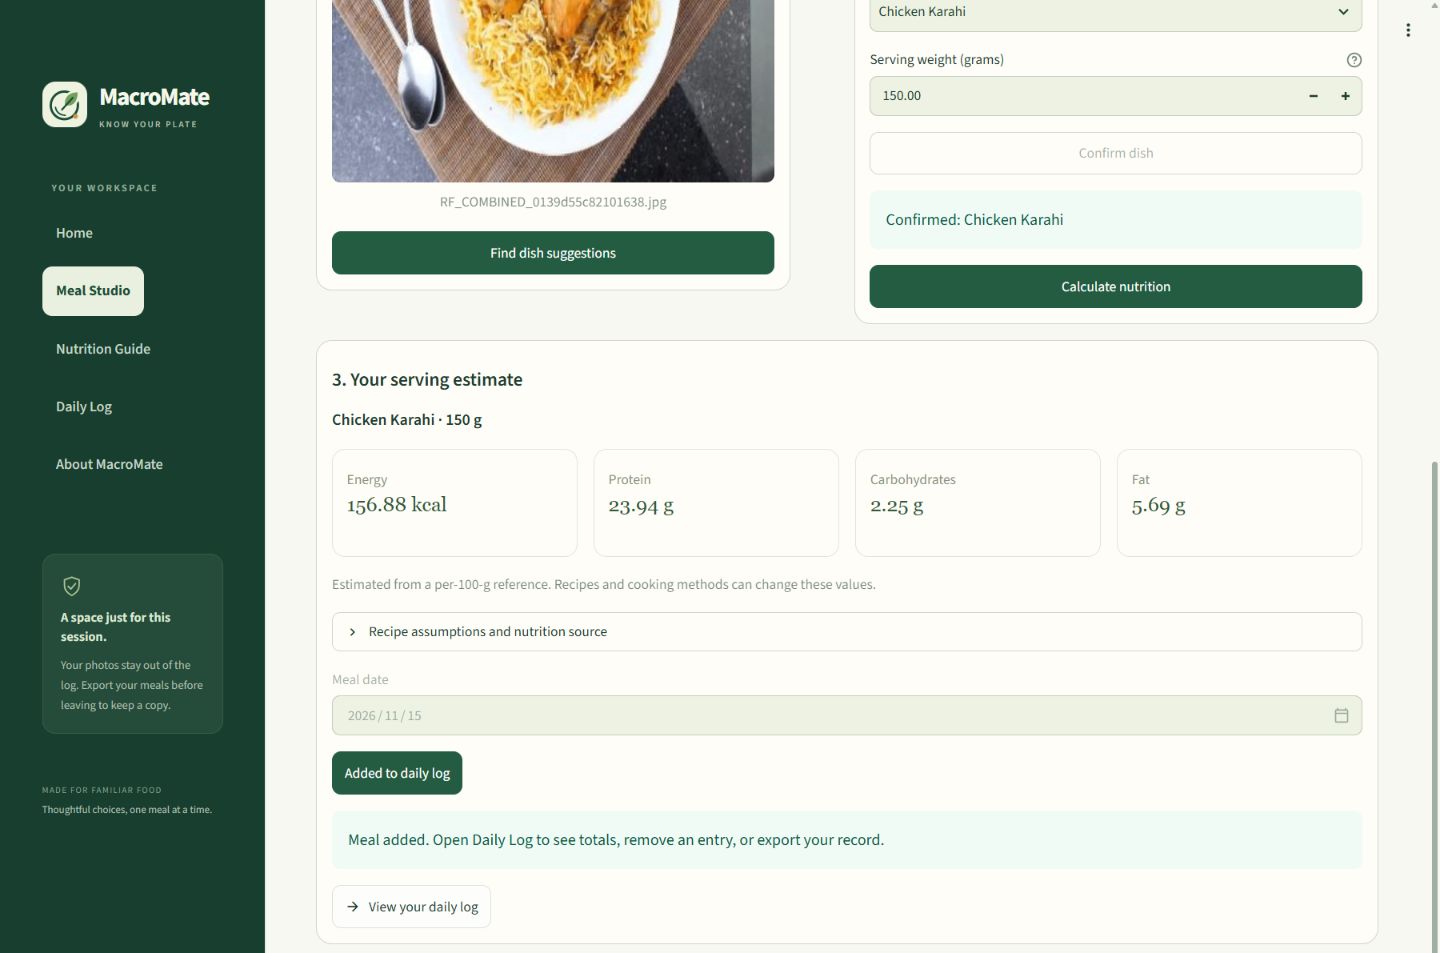 MacroMate
KNOW YOUR PLATE
YOUR WORKSPACE
Home
Meal Studio
Nutrition Guide
Daily Log
About MacroMate
A space just for this
session.
Your photos stay out of the
log. Export your meals before
leaving to keep a copy.
MADE FOR FAMILIAR FOOD
Thoughtful choices, one meal at a time.
RF_COMBINED_0139d55c82101638.jpg
Find dish suggestions
Chicken Karahi
Serving weight (grams)
150.00
Confirm dish
Confirmed: Chicken Karahi
Calculate nutrition
3. Your serving estimate
Chicken Karahi · 150 g
Energy
156.88 kcal
Protein
23.94 g
Carbohydrates
2.25 g
Fat
5.69 g
Estimated from a per-100-g reference. Recipes and cooking methods can change these values.
Recipe assumptions and nutrition source
Meal date
2026 / 11 / 15
Added to daily log
Meal added. Open Daily Log to see totals, remove an entry, or export your record.
View your daily log